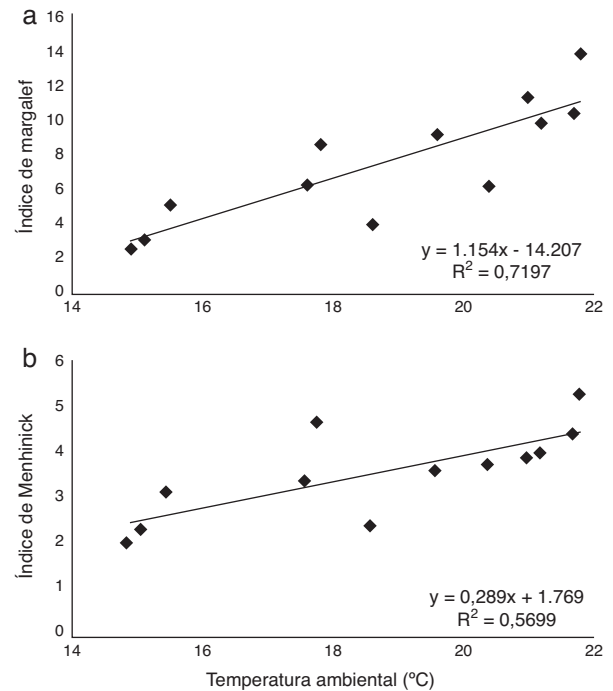 a
16
14
12
10
8
6
4
2
0
Índice de margalef
y = 1.154x - 14.207
R² = 0,7197
14 16 18 20 22
b
6
5
4
3
2
1
0
Índice de Menhinick
y = 0,289x + 1.769
R² = 0,5699
14 16 18 20 22
Temperatura ambiental (ºC)